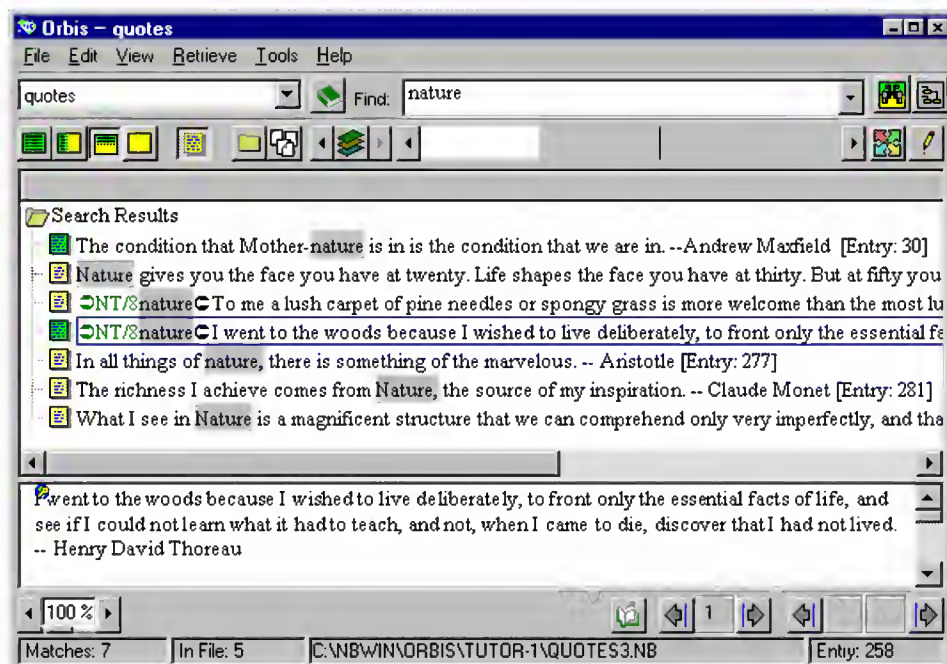 Orbis – quotes
File Edit View Retrieve Tools Help
quotes Find: nature
Search Results
The condition that Mother-nature is in is the condition that we are in. --Andrew Maxfield [Entry: 30]
Nature gives you the face you have at twenty. Life shapes the face you have at thirty. But at fifty you
⊃NT/8nature⊂To me a lush carpet of pine needles or spongy grass is more welcome than the most lu
⊃NT/8nature⊂I went to the woods because I wished to live deliberately, to front only the essential fa
In all things of nature, there is something of the marvelous. -- Aristotle [Entry: 277]
The richness I achieve comes from Nature, the source of my inspiration. -- Claude Monet [Entry: 281]
What I see in Nature is a magnificent structure that we can comprehend only very imperfectly, and tha
I went to the woods because I wished to live deliberately, to front only the essential facts of life, and
see if I could not learn what it had to teach, and not, when I came to die, discover that I had not lived.
-- Henry David Thoreau
100 % 1
Matches: 7 In File: 5 C:\NBWIN\ORBIS\TUTOR-1\QUOTES3.NB Entry: 258